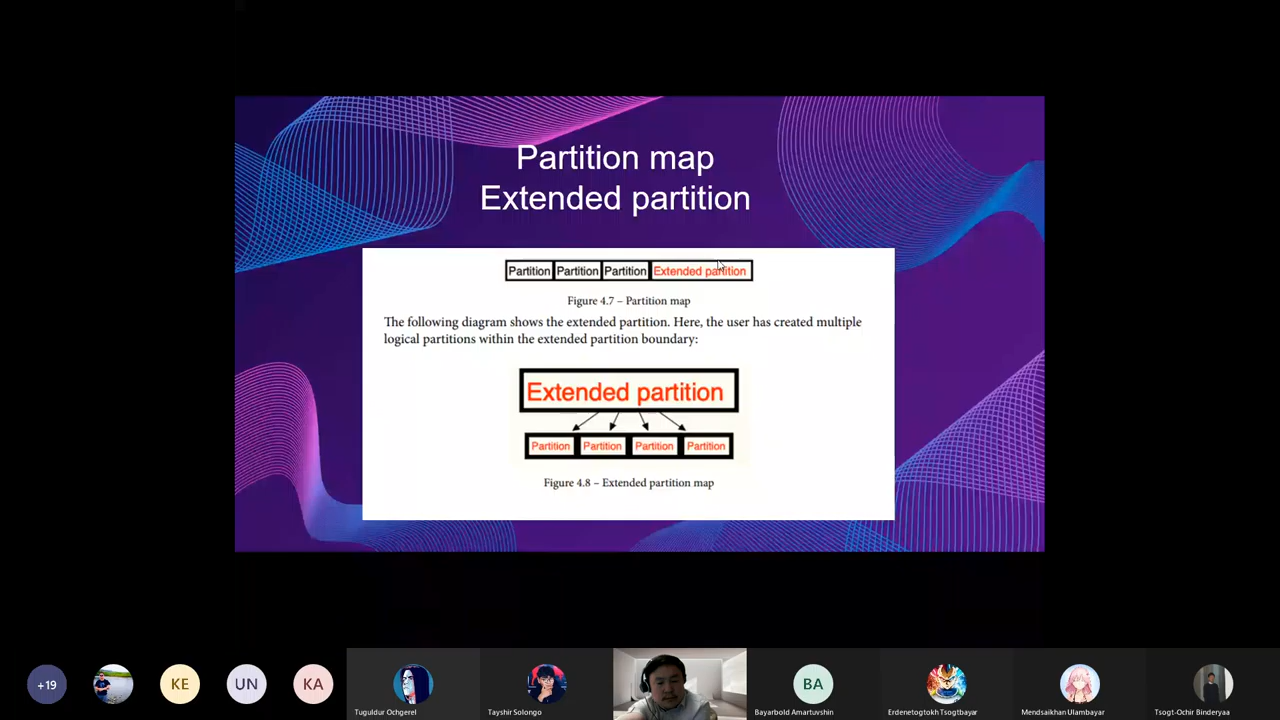 Partition map
Extended partition
Partition Partition Partition Extended partition
Figure 4.7 – Partition map
The following diagram shows the extended partition. Here, the user has created multiple
logical partitions within the extended partition boundary:
Extended partition
Partition Partition Partition Partition
Figure 4.8 – Extended partition map
+19 KE UN KA BA
Tuguldur Ochgerel Tayshir Solongo Bayarbold Amartuvshin Erdenetogtokh Tsogtbayar Mendsaikhan Ulambayar Tsogt-Ochir Binderyaa